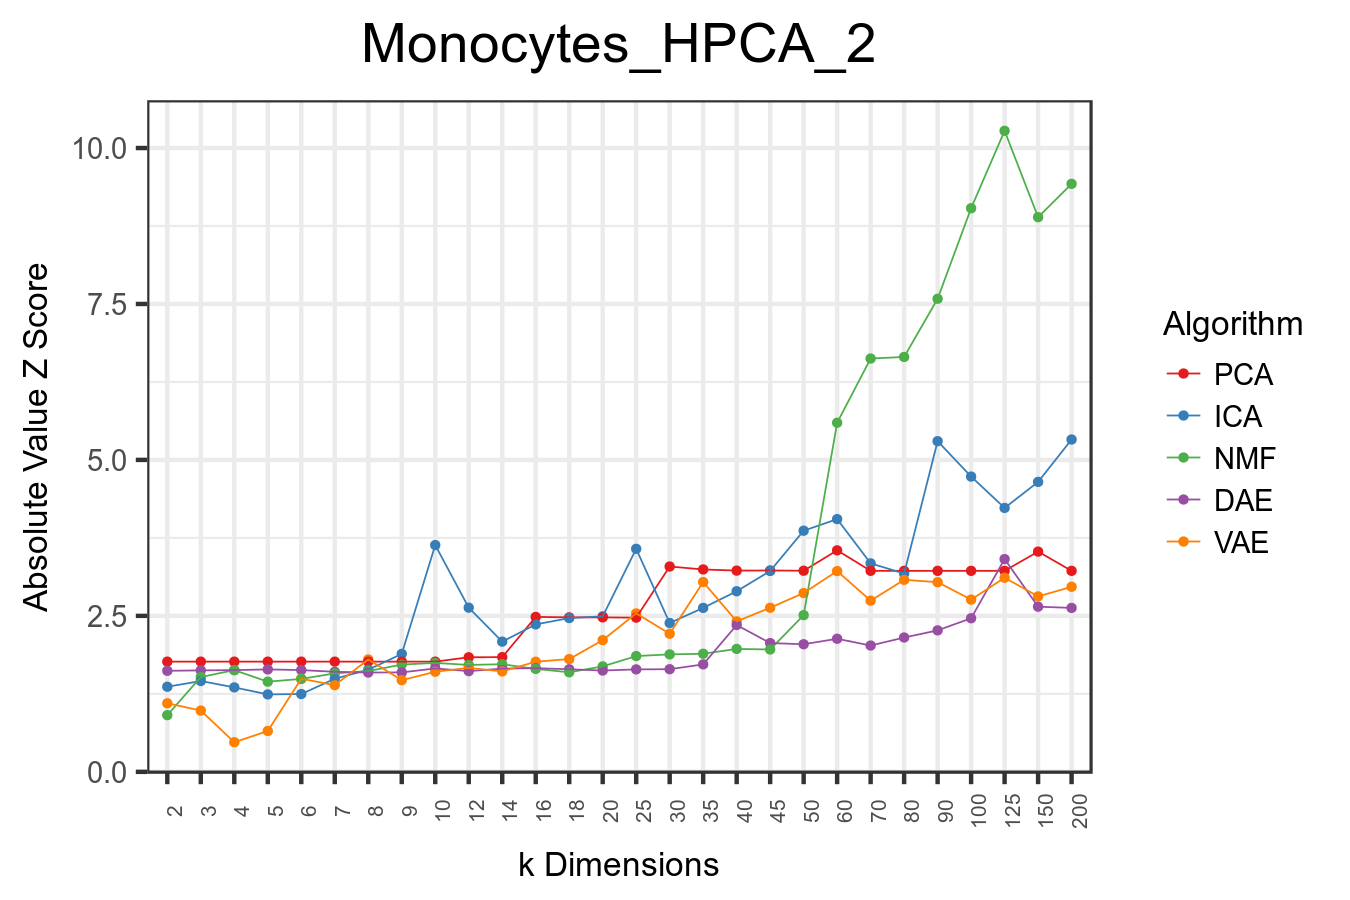 Monocytes_HPCA_2
Absolute Value Z Score
10.0
7.5
5.0
2.5
0.0
2 3 4 5 6 7 8 9 10 12 14 16 18 20 25 30 35 40 45 50 60 70 80 90 100 125 150 200
k Dimensions
Algorithm
PCA
ICA
NMF
DAE
VAE